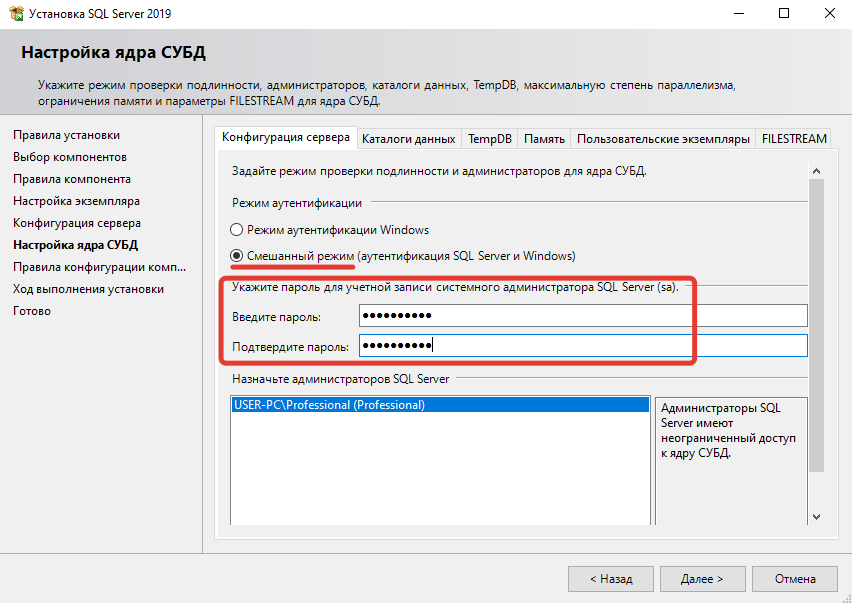 Установка SQL Server 2019
Настройка ядра СУБД
Укажите режим проверки подлинности, администраторов, каталоги данных, TempDB, максимальную степень параллелизма,
ограничения памяти и параметры FILESTREAM для ядра СУБД.
Правила установки
Выбор компонентов
Правила компонента
Настройка экземпляра
Конфигурация сервера
Настройка ядра СУБД
Правила конфигурации комп...
Ход выполнения установки
Готово
Конфигурация сервера Каталоги данных TempDB Память Пользовательские экземпляры FILESTREAM
Задайте режим проверки подлинности и администраторов для ядра СУБД.
Режим аутентификации
Режим аутентификации Windows
Смешанный режим (аутентификация SQL Server и Windows)
Укажите пароль для учетной записи системного администратора SQL Server (sa).
Введите пароль: ●●●●●●●●●●
Подтвердите пароль: ●●●●●●●●●●
Назначьте администраторов SQL Server
USER-PC\Professional (Professional)
Администраторы SQL
Server имеют
неограниченный доступ
к ядру СУБД.
< Назад Далее > Отмена